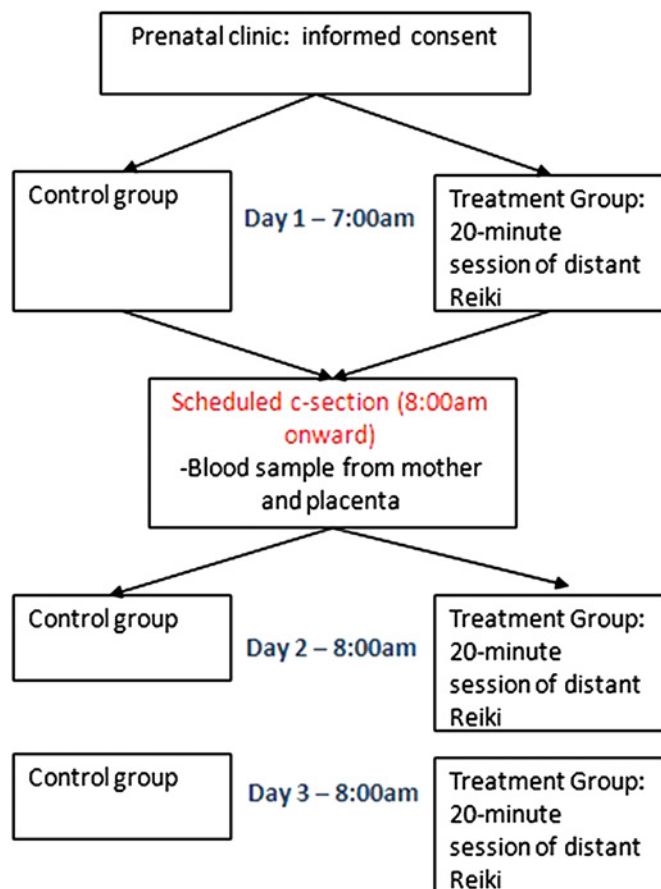 Prenatal clinic: informed consent
Control group
Day 1 – 7:00am
Treatment Group:
20-minute
session of distant
Reiki
Scheduled c-section (8:00am
onward)
-Blood sample from mother
and placenta
Control group
Day 2 – 8:00am
Treatment Group:
20-minute
session of distant
Reiki
Control group
Day 3 – 8:00am
Treatment Group:
20-minute
session of distant
Reiki